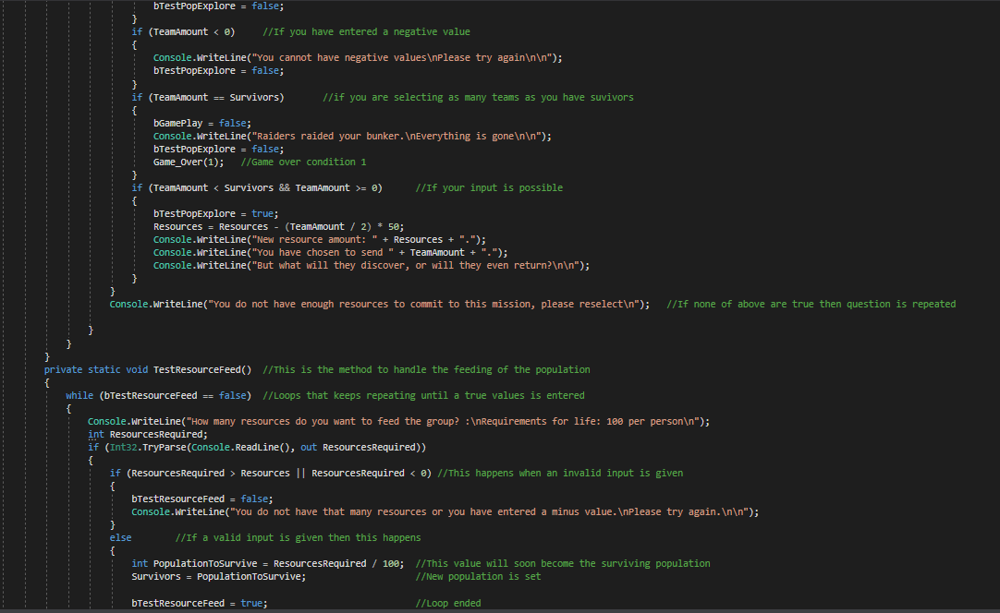 bTestPopExplore = false;
}
if (TeamAmount < 0)     //If you have entered a negative value
{
Console.WriteLine("You cannot have negative values\nPlease try again\n\n");
bTestPopExplore = false;
}
if (TeamAmount == Survivors)       //if you are selecting as many teams as you have suvivors
{
bGamePlay = false;
Console.WriteLine("Raiders raided your bunker.\nEverything is gone\n\n");
bTestPopExplore = false;
Game_Over(1);   //Game over condition 1
}
if (TeamAmount < Survivors && TeamAmount >= 0)      //If your input is possible
{
bTestPopExplore = true;
Resources = Resources - (TeamAmount / 2) * 50;
Console.WriteLine("New resource amount: " + Resources + ".");
Console.WriteLine("You have chosen to send " + TeamAmount + ".");
Console.WriteLine("But what will they discover, or will they even return?\n\n");
}
}
Console.WriteLine("You do not have enough resources to commit to this mission, please reselect\n");   //If none of above are true then question is repeated
}
}
}
private static void TestResourceFeed()  //This is the method to handle the feeding of the population
{
while (bTestResourceFeed == false)  //Loops that keeps repeating until a true values is entered
{
Console.WriteLine("How many resources do you want to feed the group? :\nRequirements for life: 100 per person\n");
int ResourcesRequired;
if (Int32.TryParse(Console.ReadLine(), out ResourcesRequired))
{
if (ResourcesRequired > Resources || ResourcesRequired < 0) //This happens when an invalid input is given
{
bTestResourceFeed = false;
Console.WriteLine("You do not have that many resources or you have entered a minus value.\nPlease try again.\n\n");
}
else        //If a valid input is given then this happens
{
int PopulationToSurvive = ResourcesRequired / 100;  //This value will soon become the surviving population
Survivors = PopulationToSurvive;                    //New population is set
bTestResourceFeed = true;                           //Loop ended